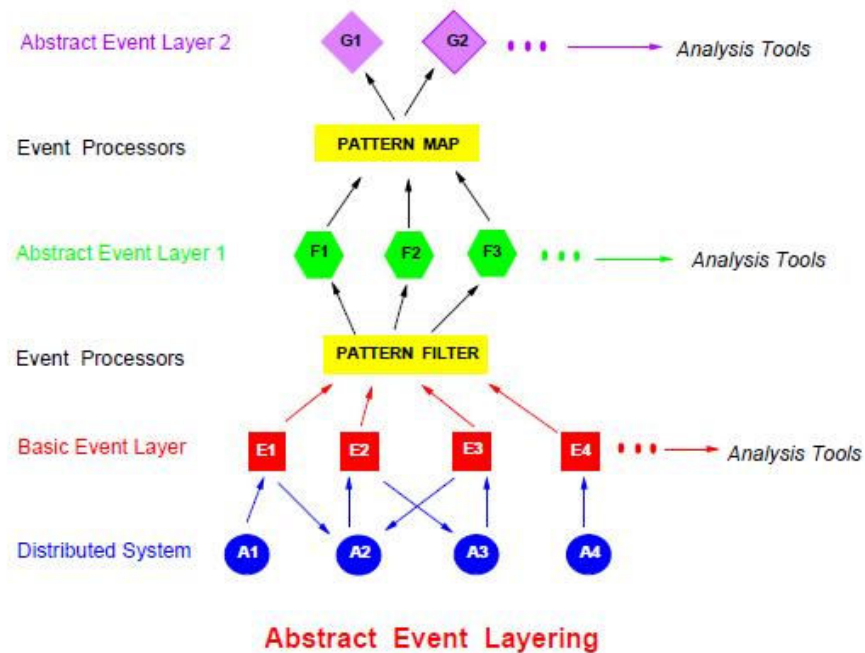 Abstract Event Layer 2
G1
G2
Analysis Tools
Event Processors
PATTERN MAP
Abstract Event Layer 1
F1
F2
F3
Analysis Tools
Event Processors
PATTERN FILTER
Basic Event Layer
E1
E2
E3
E4
Analysis Tools
Distributed System
A1
A2
A3
A4
Abstract Event Layering